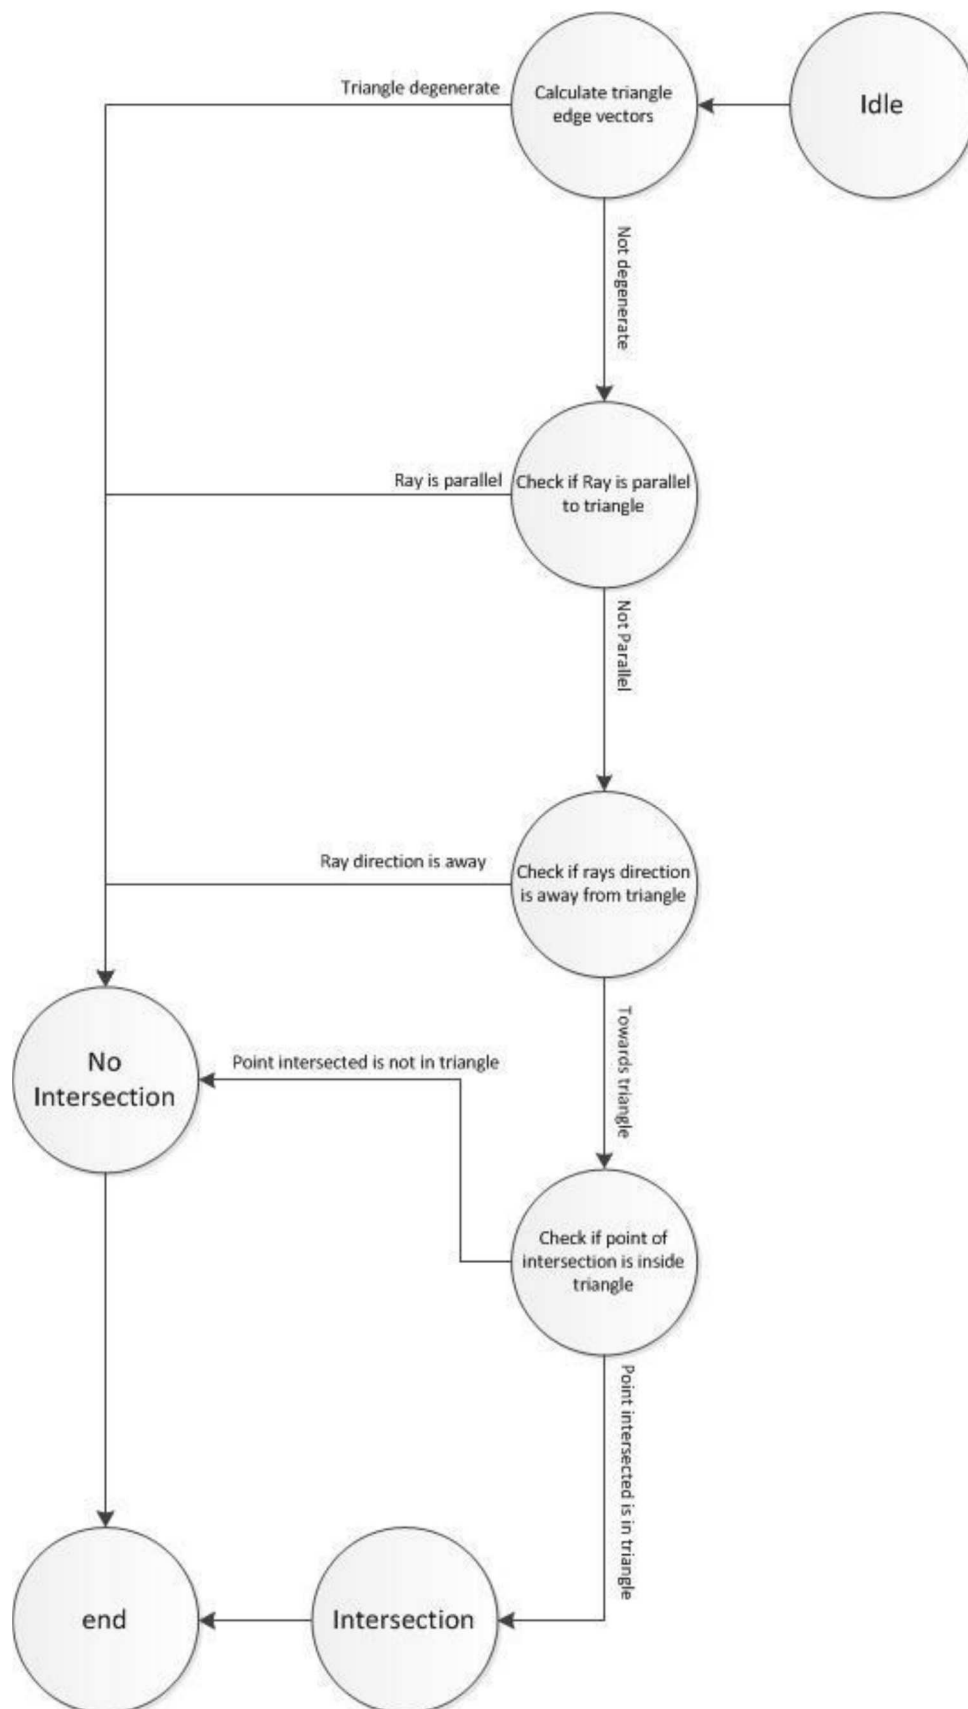 Triangle degenerate
Calculate triangle
edge vectors
Idle
Not degenerate
Ray is parallel
Check if Ray is parallel
to triangle
Not Parallel
Ray direction is away
Check if rays direction
is away from triangle
Towards triangle
No
Intersection
Point intersected is not in triangle
Check if point of
intersection is inside
triangle
Point intersected is in triangle
end
Intersection